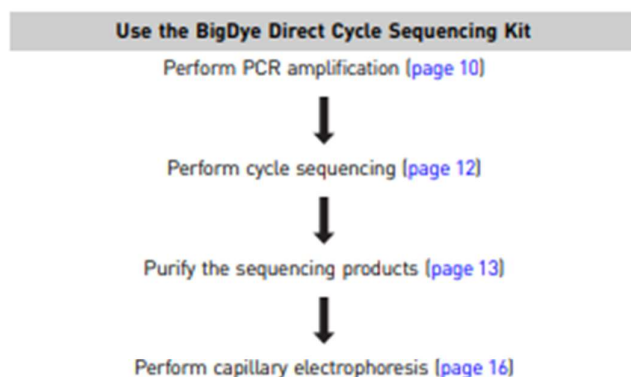 Use the BigDye Direct Cycle Sequencing Kit
Perform PCR amplification (page 10)
Perform cycle sequencing (page 12)
Purify the sequencing products (page 13)
Perform capillary electrophoresis (page 16)